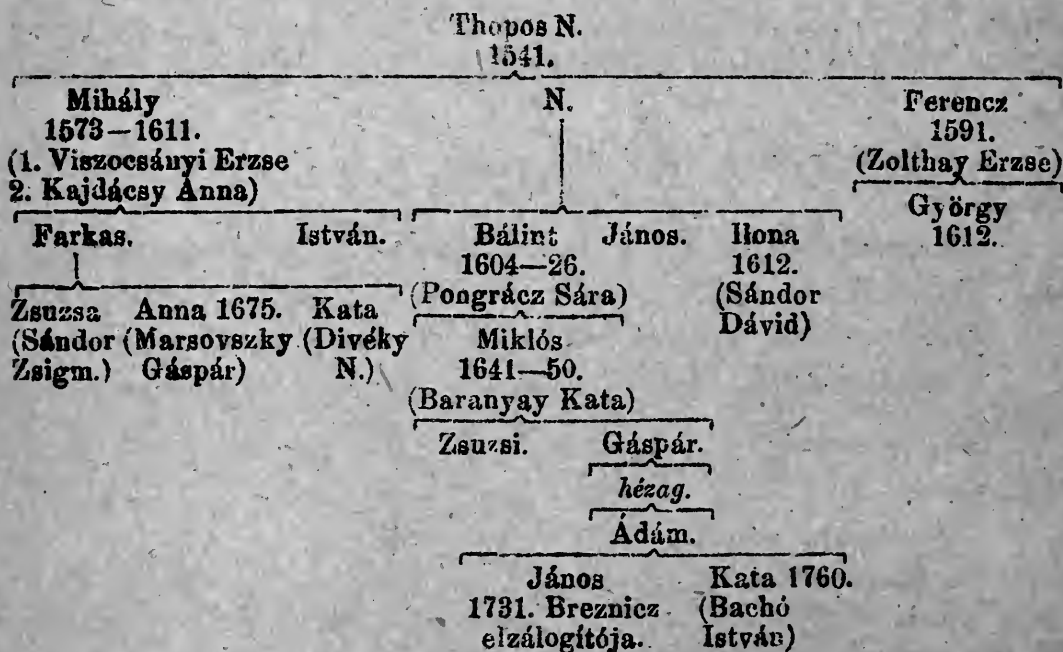 Thopos N.
1541.
Mihály N. Ferencz
1573—1611. 1591.
(1. Viszocsányi Erzse (Zolthay Erzse)
2. Kajdácsy Anna) György
Farkas. István. Bálint János. Ilona 1612.
1604—26. 1612.
(Pongrácz Sára) (Sándor
Zsuzsa Anna 1675. Kata Dávid)
(Sándor (Marsovszky (Divéky Miklós
Zsigm.) Gáspár) N.) 1641—50.
(Baranyay Kata)
Zsuzsi. Gáspár.
hézag.
Ádám.
János Kata 1760.
1731. Breznicz (Bachó
elzálogítója. István)